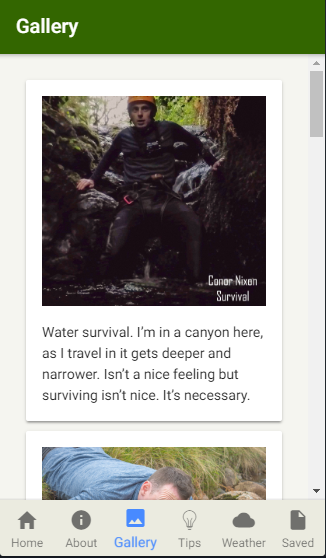 Gallery
Conor Nixon
Survival
Water survival. I’m in a canyon here,
as I travel in it gets deeper and
narrower. Isn’t a nice feeling but
surviving isn’t nice. It’s necessary.
Home About Gallery Tips Weather Saved